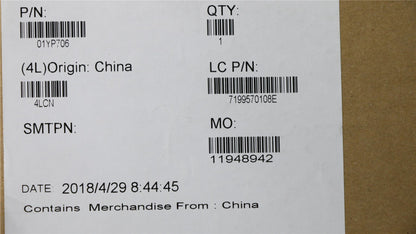 P/N:
QTY:
01YP706
1
(4L)Origin: China
LC P/N:
4LCN
7199570108E
SMTPN:
MO:
11948942
DATE 2018/4/29 8:44:45
Contains Merchandise From : China